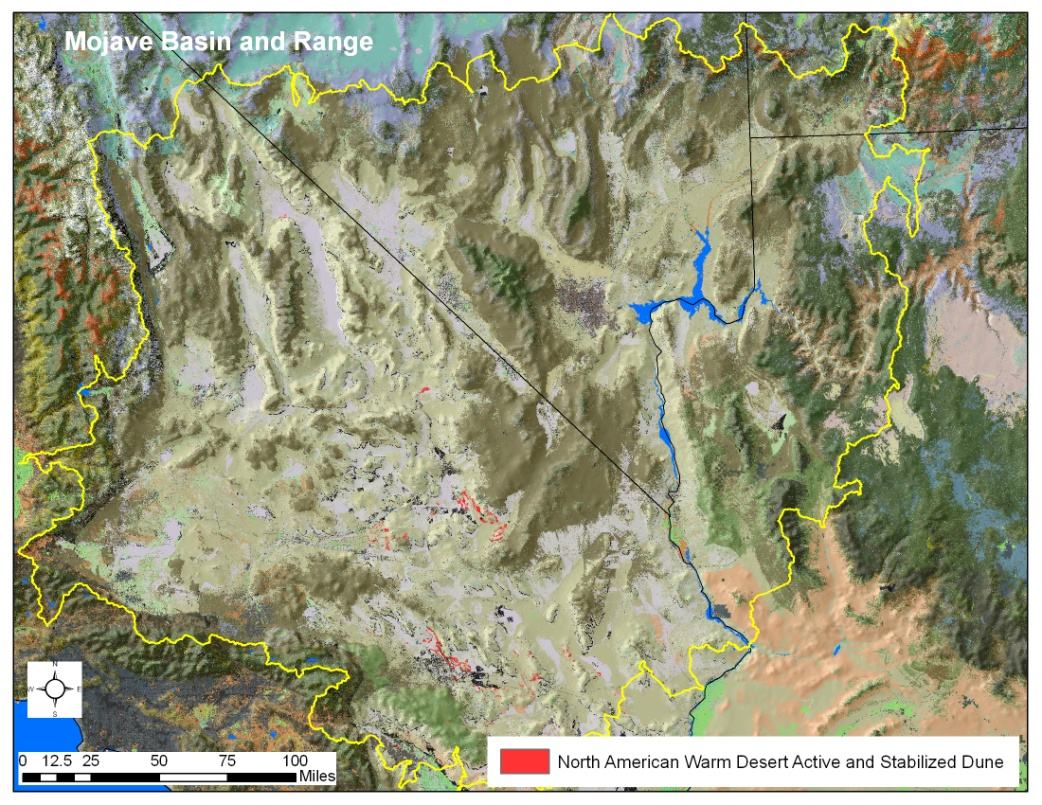 Mojave Basin and Range
N
W E
S
0 12.5 25 50 75 100
Miles
North American Warm Desert Active and Stabilized Dune